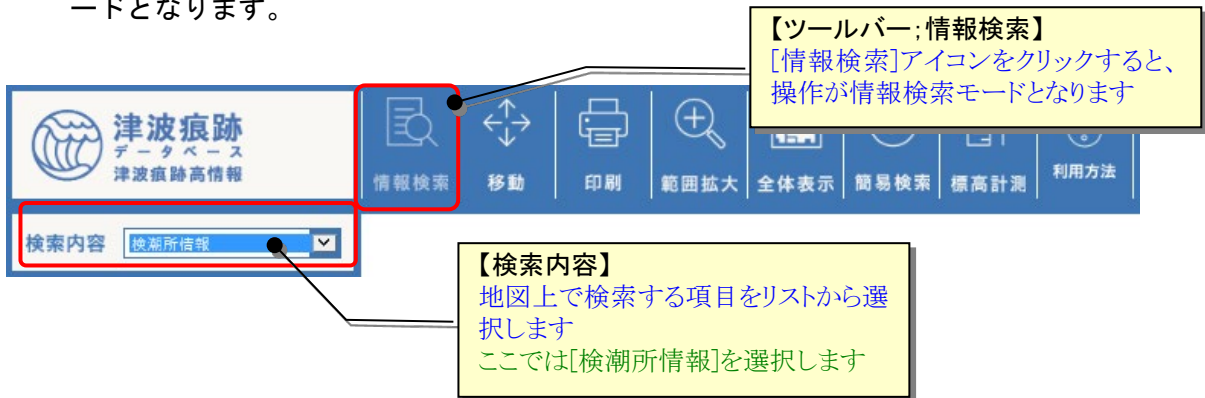 ードとなります。
【ツールバー;情報検索】
[情報検索]アイコンをクリックすると、
操作が情報検索モードとなります
津波痕跡
データベース
津波痕跡高情報
情報検索
移動
印刷
範囲拡大
全体表示
簡易検索
標高計測
利用方法
検索内容
検潮所情報
【検索内容】
地図上で検索する項目をリストから選
択します
ここでは[検潮所情報]を選択します